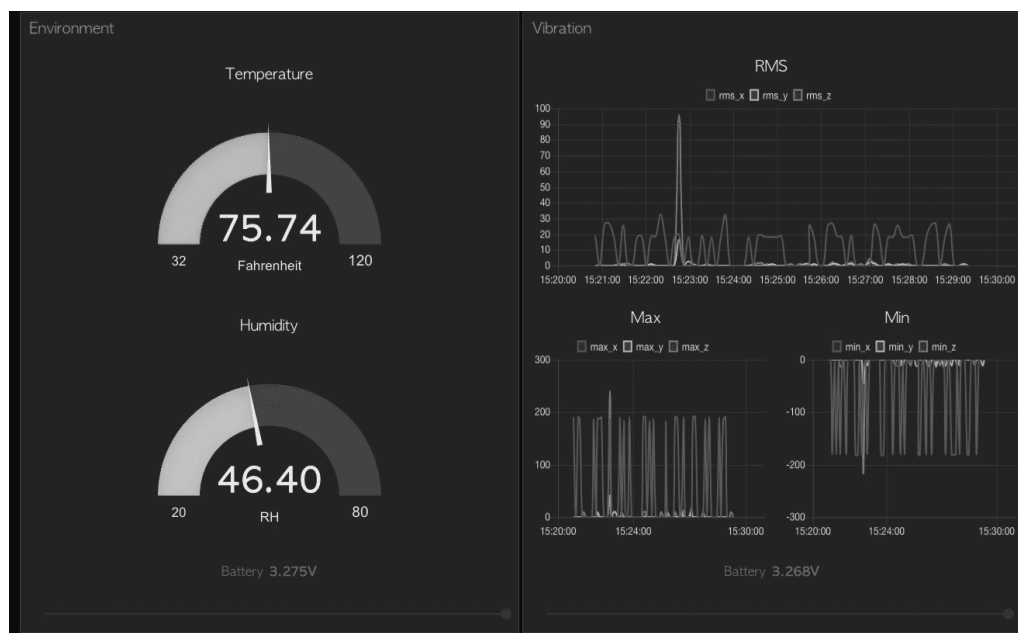 Environment
Temperature
75.74
32
Fahrenheit
120
Humidity
46.40
20
RH
80
Battery 3.275V
Vibration
RMS
rms_x rms_y rms_z
100
90
80
70
60
50
40
30
20
10
0
15:20:00 15:21:00 15:22:00 15:23:00 15:24:00 15:25:00 15:26:00 15:27:00 15:28:00 15:29:00 15:30:00
Max
max_x max_y max_z
300
200
100
0
15:20:00 15:24:00 15:30:00
Min
min_x min_y min_z
0
-100
-200
-300
15:20:00 15:24:00 15:30:00
Battery 3.268V